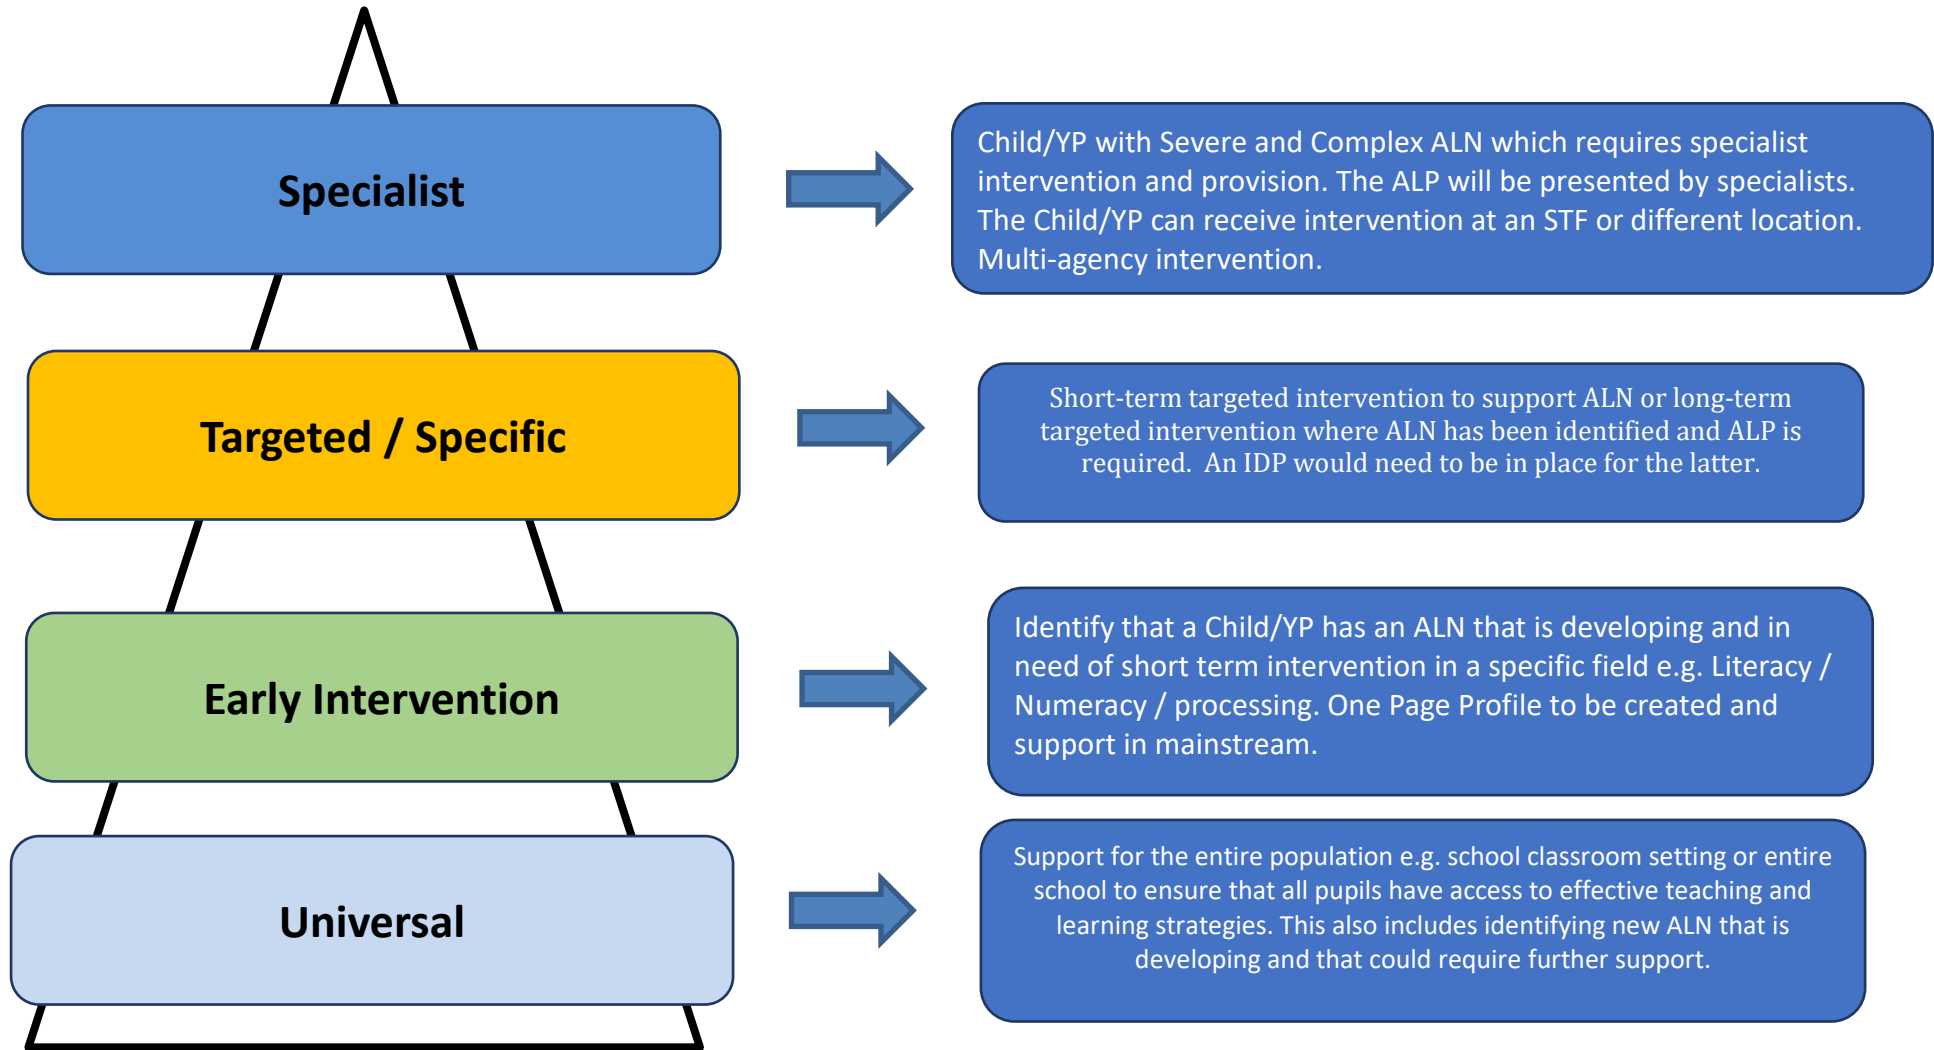 Specialist
Child/YP with Severe and Complex ALN which requires specialist
intervention and provision. The ALP will be presented by specialists.
The Child/YP can receive intervention at an STF or different location.
Multi-agency intervention.
Targeted / Specific
Short-term targeted intervention to support ALN or long-term
targeted intervention where ALN has been identified and ALP is
required.  An IDP would need to be in place for the latter.
Early Intervention
Identify that a Child/YP has an ALN that is developing and in
need of short term intervention in a specific field e.g. Literacy /
Numeracy / processing. One Page Profile to be created and
support in mainstream.
Universal
Support for the entire population e.g. school classroom setting or entire
school to ensure that all pupils have access to effective teaching and
learning strategies. This also includes identifying new ALN that is
developing and that could require further support.